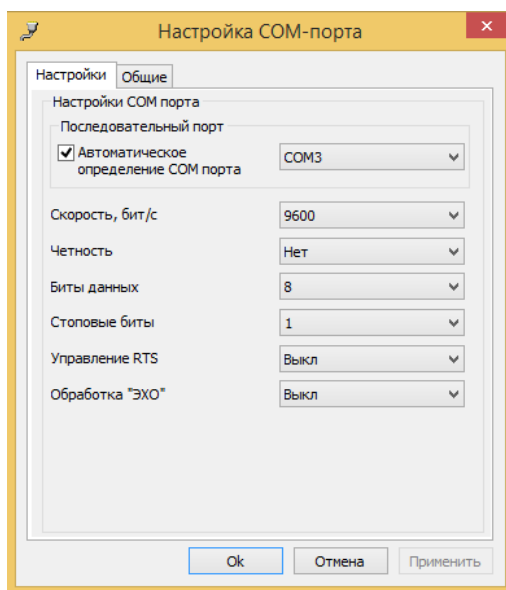 Настройка COM-порта
Настройки
Общие
Настройки COM порта
Последовательный порт
Автоматическое
определение COM порта
COM3
Скорость, бит/с
9600
Четность
Нет
Биты данных
8
Стоповые биты
1
Управление RTS
Выкл
Обработка "ЭХО"
Выкл
Ok
Отмена
Применить